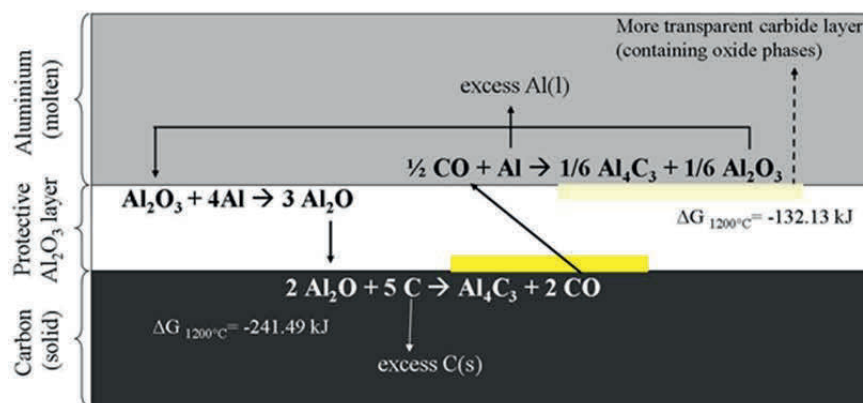 More transparent carbide layer
(containing oxide phases)
excess Al(l)
½ CO + Al → 1/6 Al₄C₃ + 1/6 Al₂O₃
Al₂O₃ + 4Al → 3 Al₂O
ΔG 1200°C= -132.13 kJ
2 Al₂O + 5 C → Al₄C₃ + 2 CO
ΔG 1200°C= -241.49 kJ
excess C(s)
Aluminium
(molten)
Protective
Al₂O₃ layer
Carbon
(solid)